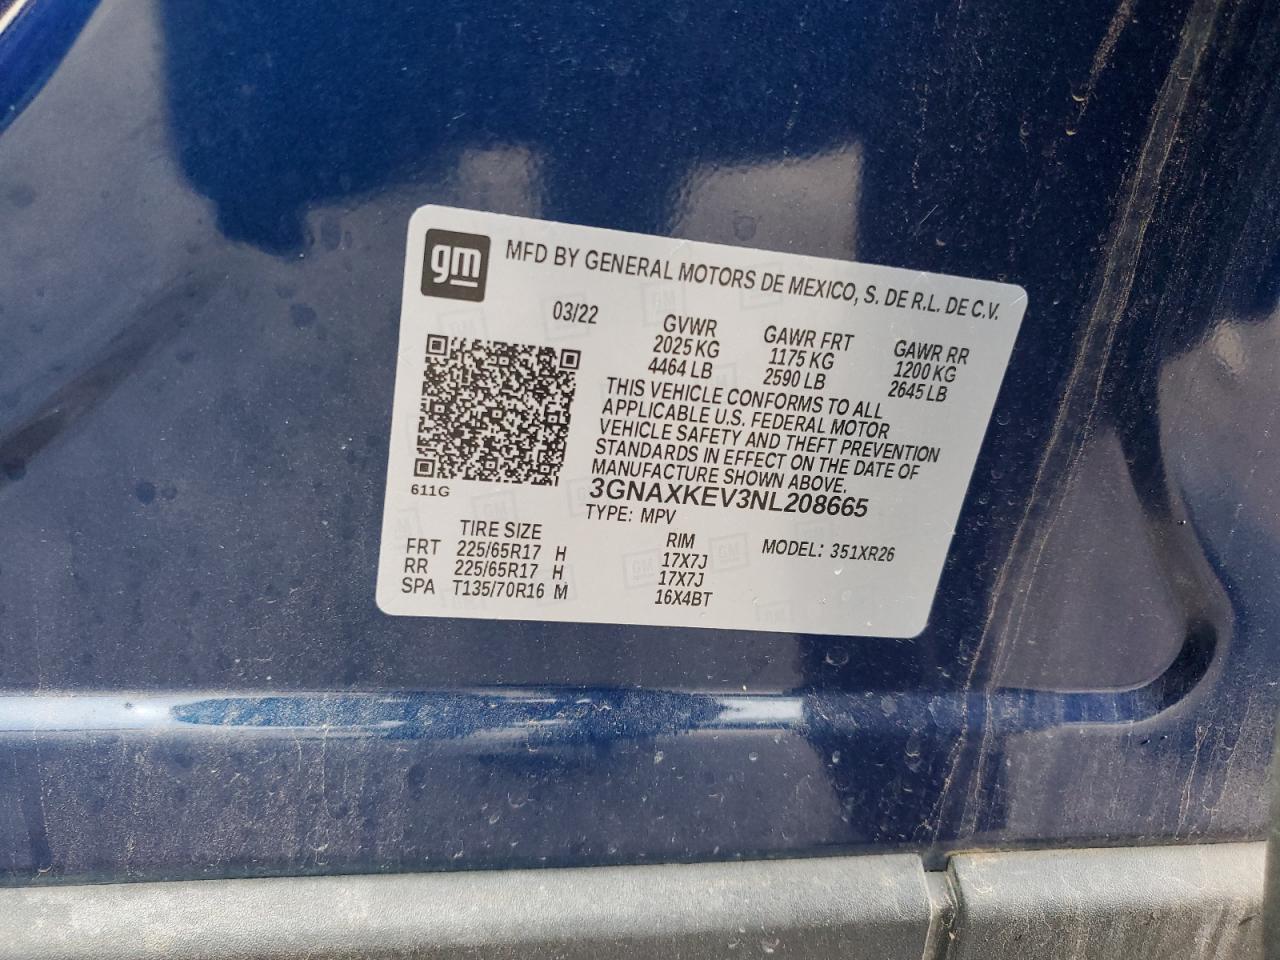 gm
MFD BY GENERAL MOTORS DE MEXICO, S. DE R.L. DE C.V.
03/22
GVWR
2025 KG
4464 LB
GAWR FRT
1175 KG
2590 LB
GAWR RR
1200 KG
2645 LB
THIS VEHICLE CONFORMS TO ALL
APPLICABLE U.S. FEDERAL MOTOR
VEHICLE SAFETY AND THEFT PREVENTION
STANDARDS IN EFFECT ON THE DATE OF
MANUFACTURE SHOWN ABOVE.
3GNAXKEV3NL208665
611G
TYPE: MPV
MODEL: 351XR26
TIRE SIZE RIM
FRT 225/65R17 H 17X7J
RR 225/65R17 H 17X7J
SPA T135/70R16 M 16X4BT